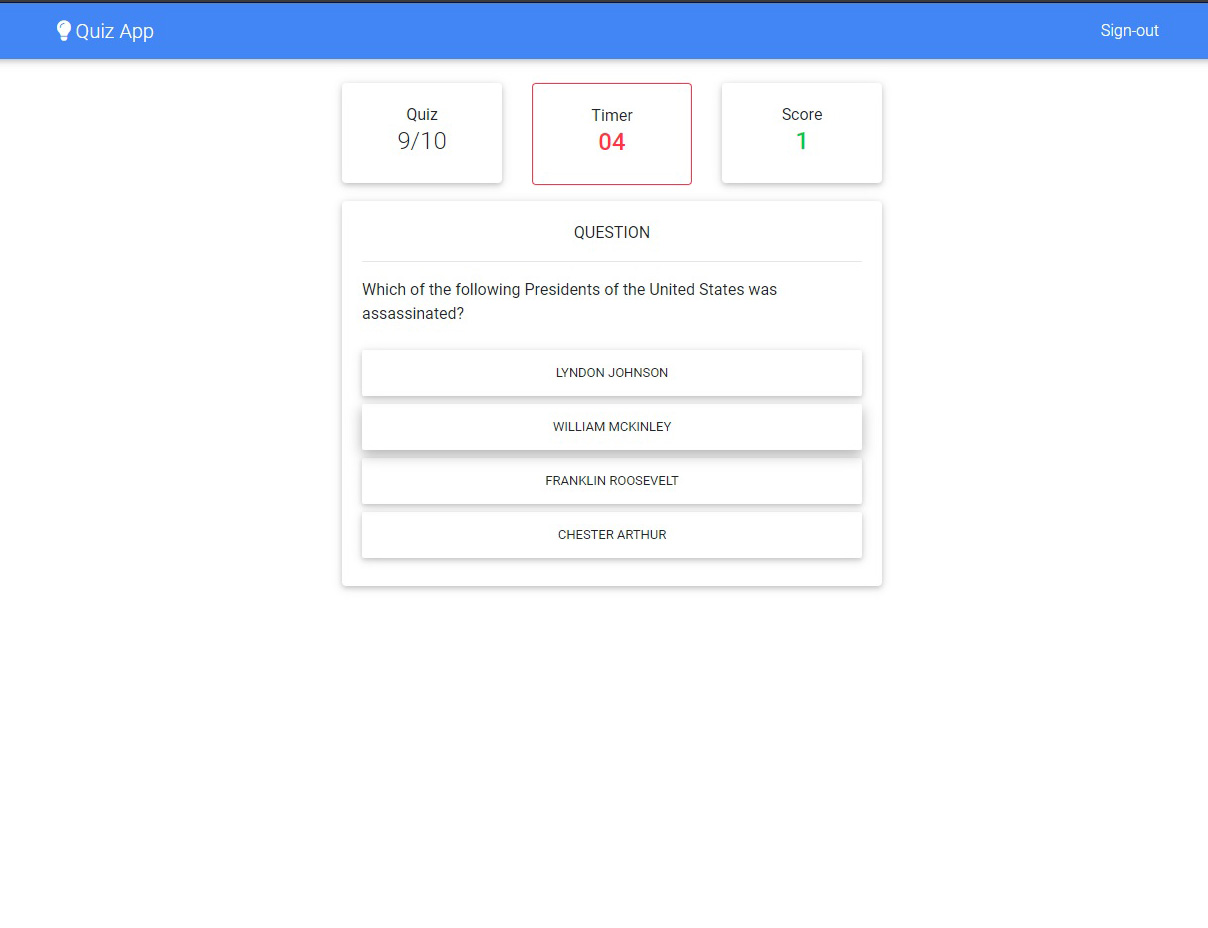 Quiz App
Sign-out
Quiz
9/10
Timer
04
Score
1
QUESTION
Which of the following Presidents of the United States was
assassinated?
LYNDON JOHNSON
WILLIAM MCKINLEY
FRANKLIN ROOSEVELT
CHESTER ARTHUR